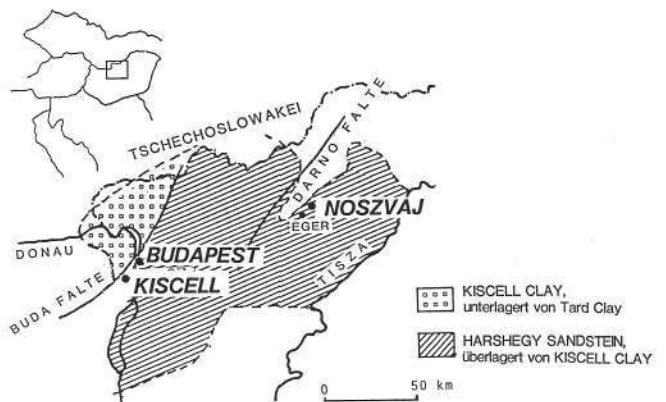 TSCHECHOSLOWAKEI
DARNO FALTE
NOSZVAJ
EGER
DONAU
BUDAPEST
TISZA
KISCELL
BUDA FALTE
KISCELL CLAY,
unterlagert von Tard Clay
HARSHEGY SANDSTEIN,
überlagert von KISCELL CLAY
0 50 km